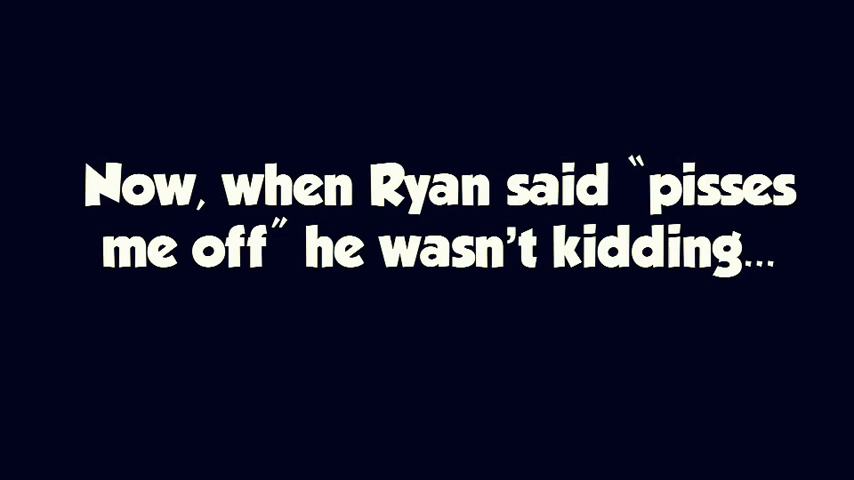 Now, when Ryan said "pisses
me off" he wasn't kidding...